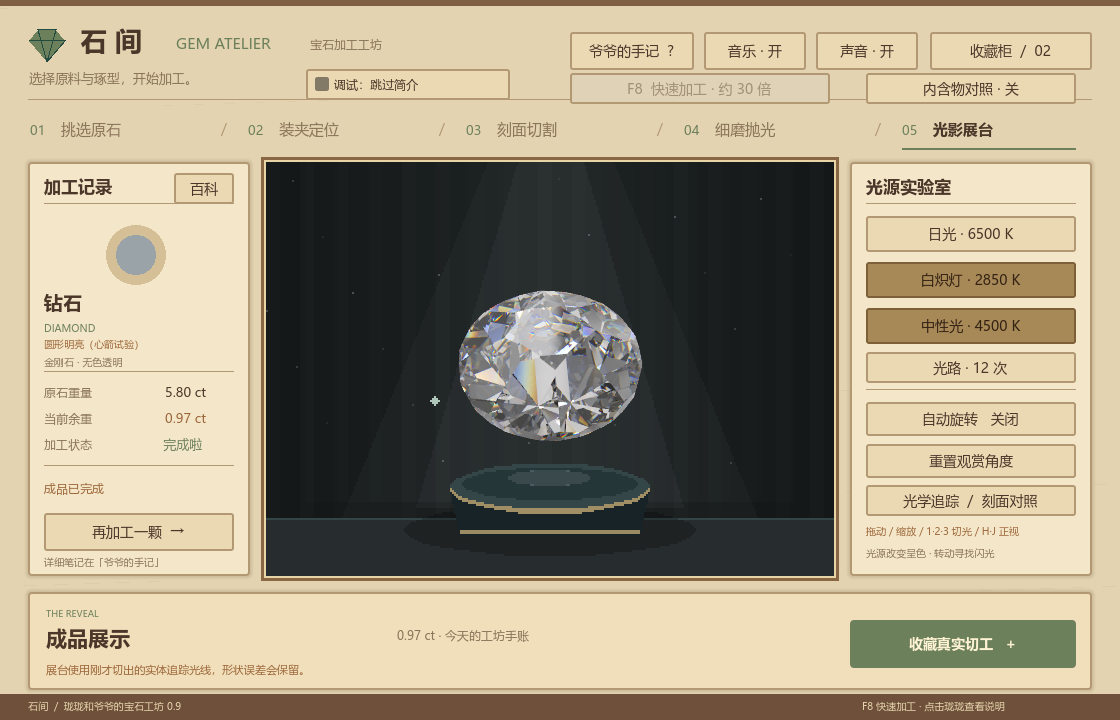 石间 GEM ATELIER 宝石加工工坊
爷爷的手记 ?
音乐 · 开
声音 · 开
收藏柜 / 02
选择原料与琢型，开始加工。
调试：跳过简介
F8 快速加工 · 约 30 倍
内含物对照 · 关
01 挑选原石 / 02 装夹定位 / 03 刻面切割 / 04 细磨抛光 / 05 光影展台
加工记录
百科
钻石
DIAMOND
圆形明亮（心箭试验）
金刚石 · 无色透明
原石重量 5.80 ct
当前余重 0.97 ct
加工状态 完成啦
成品已完成
再加工一颗 →
详细笔记在「爷爷的手记」
光源实验室
日光 · 6500 K
白炽灯 · 2850 K
中性光 · 4500 K
光路 · 12 次
自动旋转 关闭
重置观赏角度
光学追踪 / 刻面对照
拖动 / 缩放 / 1·2·3 切光 / H·J 正视
光源改变呈色 · 转动寻找闪光
THE REVEAL
成品展示
0.97 ct · 今天的工坊手账
展台使用刚才切出的实体追踪光线，形状误差会保留。
收藏真实切工 +
石间 / 珑珑和爷爷的宝石工坊 0.9
F8 快速加工 · 点击珑珑查看说明